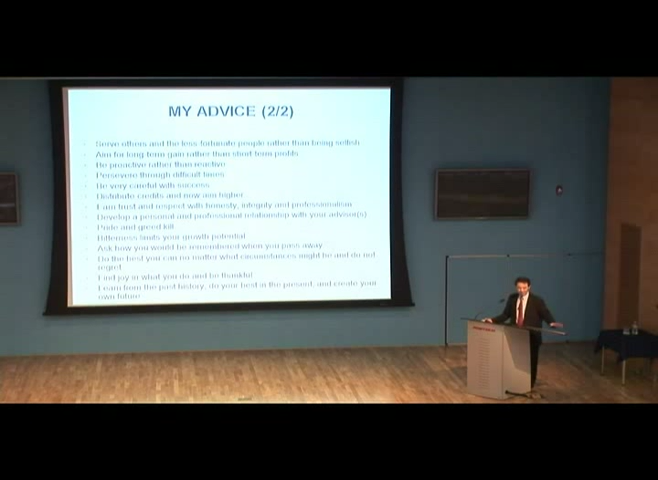 MY ADVICE (2/2)
Serve others and the less fortunate people rather than being selfish
Aim for long term gain rather than short term profits
Be proactive rather than reactive
Persevere through difficult times
Be very careful with success
Distribute credits and now aim higher
Earn trust and respect with honesty, integrity and professionalism
Develop a personal and professional relationship with your advisor(s)
Pride and greed kill
Bitterness limits your growth potential
Ask how you would be remembered when you pass away
Do the best you can no matter what circumstances might be and do not
regret
Find joy in what you do and be thankful
Learn from the past history, do your best in the present, and create your
own future